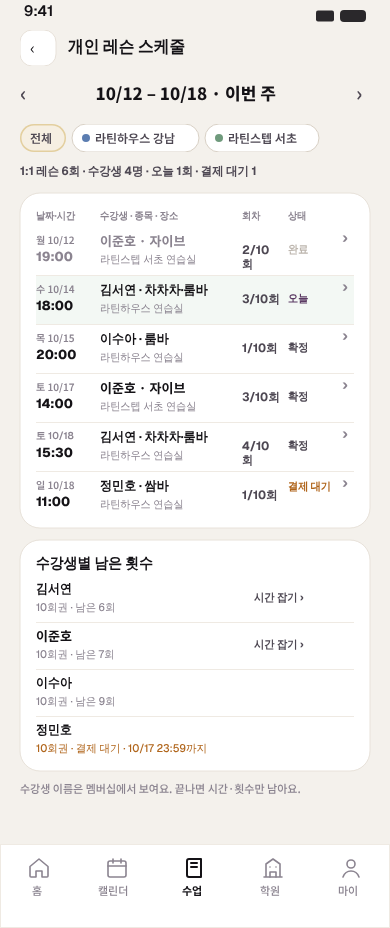 9:41
‹ 개인 레슨 스케줄
‹ 10/12 – 10/18 · 이번 주 ›
전체 라틴하우스 강남 라틴스텝 서초
1:1 레슨 6회 · 수강생 4명 · 오늘 1회 · 결제 대기 1
날짜·시간 수강생 · 종목 · 장소 회차 상태
월 10/12 이준호 · 자이브 2/10회 완료 ›
19:00 라틴스텝 서초 연습실
수 10/14 김서연 · 차차차·룸바 3/10회 오늘 ›
18:00 라틴하우스 연습실
목 10/15 이수아 · 룸바 1/10회 확정 ›
20:00 라틴하우스 연습실
토 10/17 이준호 · 자이브 3/10회 확정 ›
14:00 라틴스텝 서초 연습실
토 10/18 김서연 · 차차차·룸바 4/10회 확정 ›
15:30 라틴하우스 연습실
일 10/18 정민호 · 쌈바 1/10회 결제 대기 ›
11:00 라틴하우스 연습실
수강생별 남은 횟수
김서연
10회권 · 남은 6회 시간 잡기 ›
이준호
10회권 · 남은 7회 시간 잡기 ›
이수아
10회권 · 남은 9회
정민호
10회권 · 결제 대기 · 10/17 23:59까지
수강생 이름은 멤버십에서 보여요. 끝나면 시간·횟수만 남아요.
홈 캘린더 수업 학원 마이